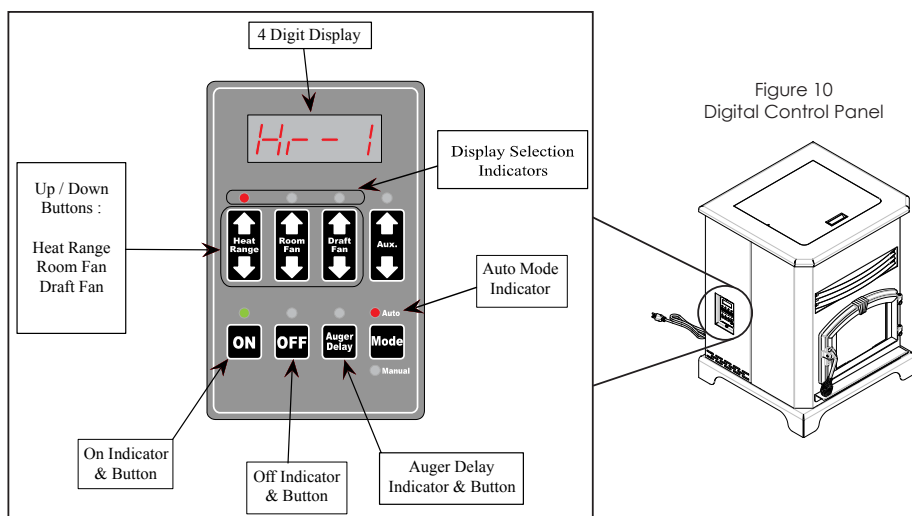 4 Digit Display
Figure 10
Digital Control Panel
Hr--1
Display Selection
Indicators
Up / Down
Buttons :
Heat Range
Room Fan
Draft Fan
Heat
Range
Room
Fan
Draft
Fan
Aux.
Auto Mode
Indicator
Auto
ON
OFF
Auger
Delay
Mode
Manual
On Indicator
& Button
Off Indicator
& Button
Auger Delay
Indicator & Button